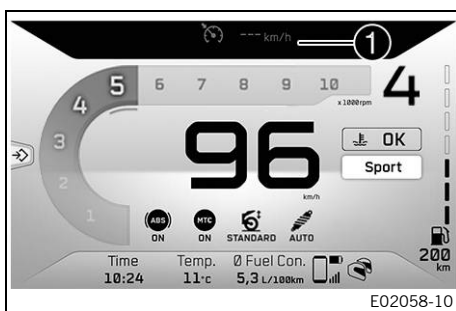 --- km/h
1
1 2 3 4 5 6 7 8 9 10
x 1000rpm
4
96
km/h
OK
Sport
ABS MTC
ON ON STANDARD AUTO
Time Temp. Ø Fuel Con.
10:24 11°C 5,3 L/100km
200
km
E02058-10